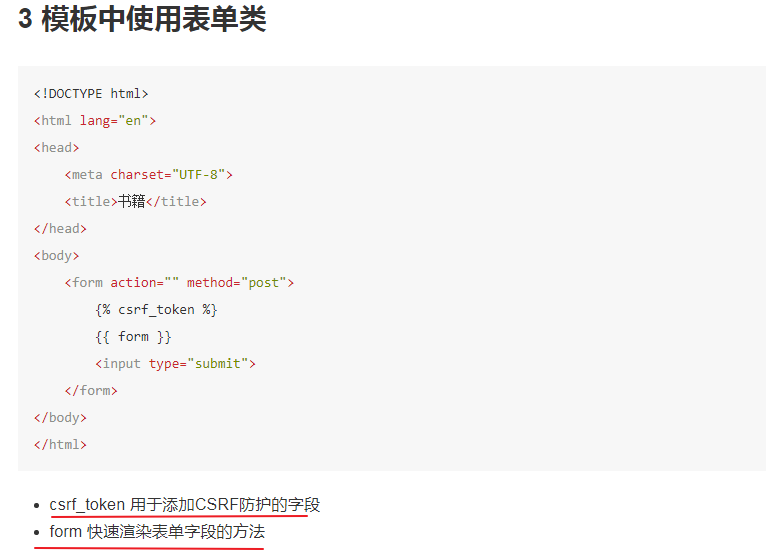 3 模板中使用表单类
<!DOCTYPE html>
<html lang="en">
<head>
    <meta charset="UTF-8">
    <title>书籍</title>
</head>
<body>
    <form action="" method="post">
        {% csrf_token %}
        {{ form }}
        <input type="submit">
    </form>
</body>
</html>
• csrf_token 用于添加CSRF防护的字段
• form 快速渲染表单字段的方法